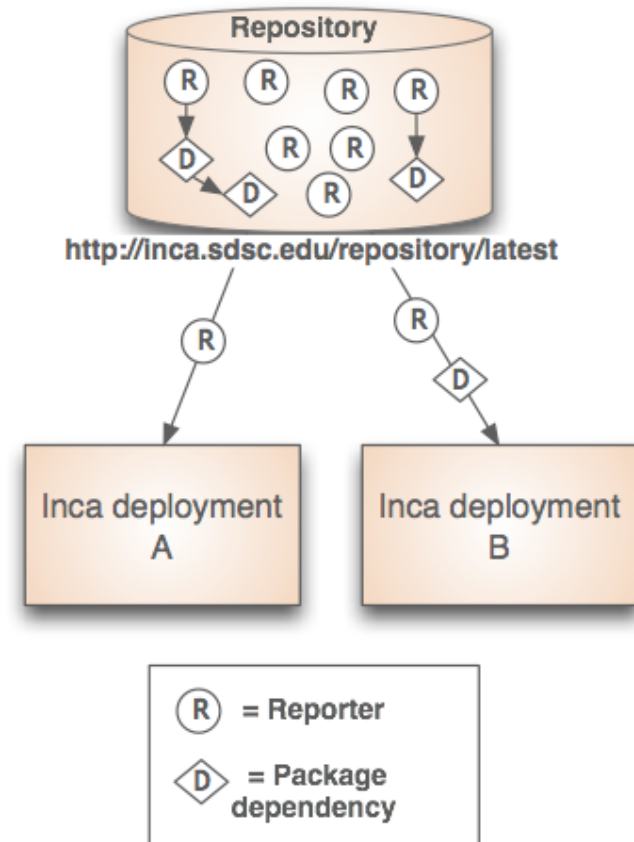 Repository
R R R R
D R R D
D R
http://inca.sdsc.edu/repository/latest
R R
D
Inca deployment
A
Inca deployment
B
R = Reporter
D = Package
dependency